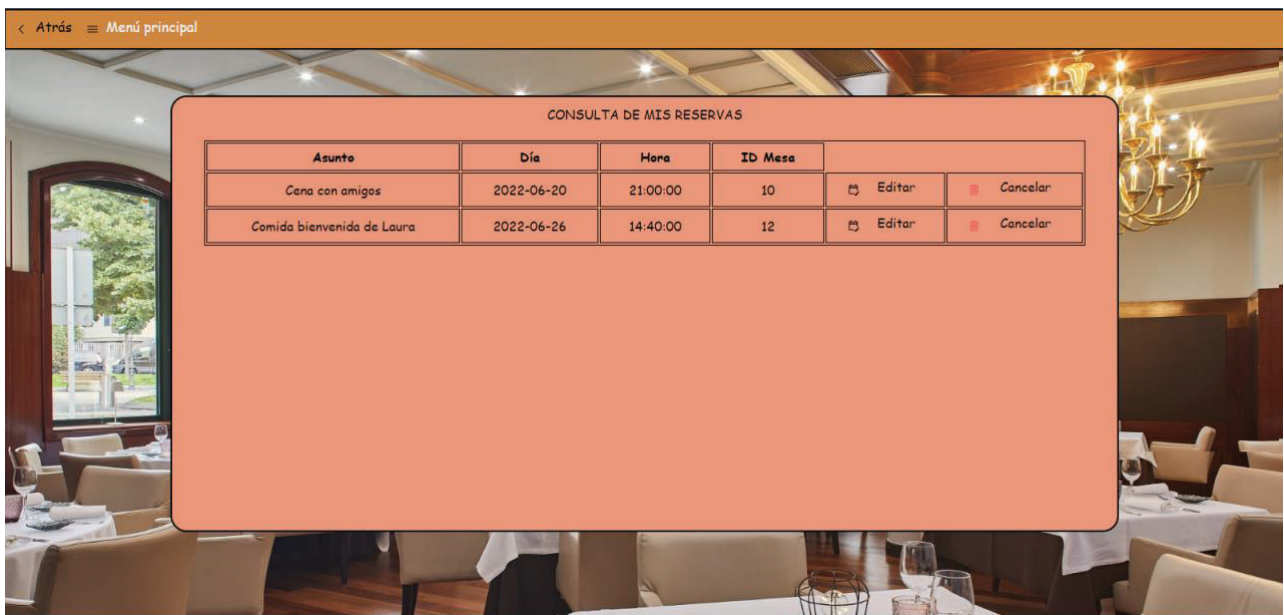 Atrás Menú principal
CONSULTA DE MIS RESERVAS
Asunto Día Hora ID Mesa
Cena con amigos 2022-06-20 21:00:00 10 Editar Cancelar
Comida bienvenida de Laura 2022-06-26 14:40:00 12 Editar Cancelar